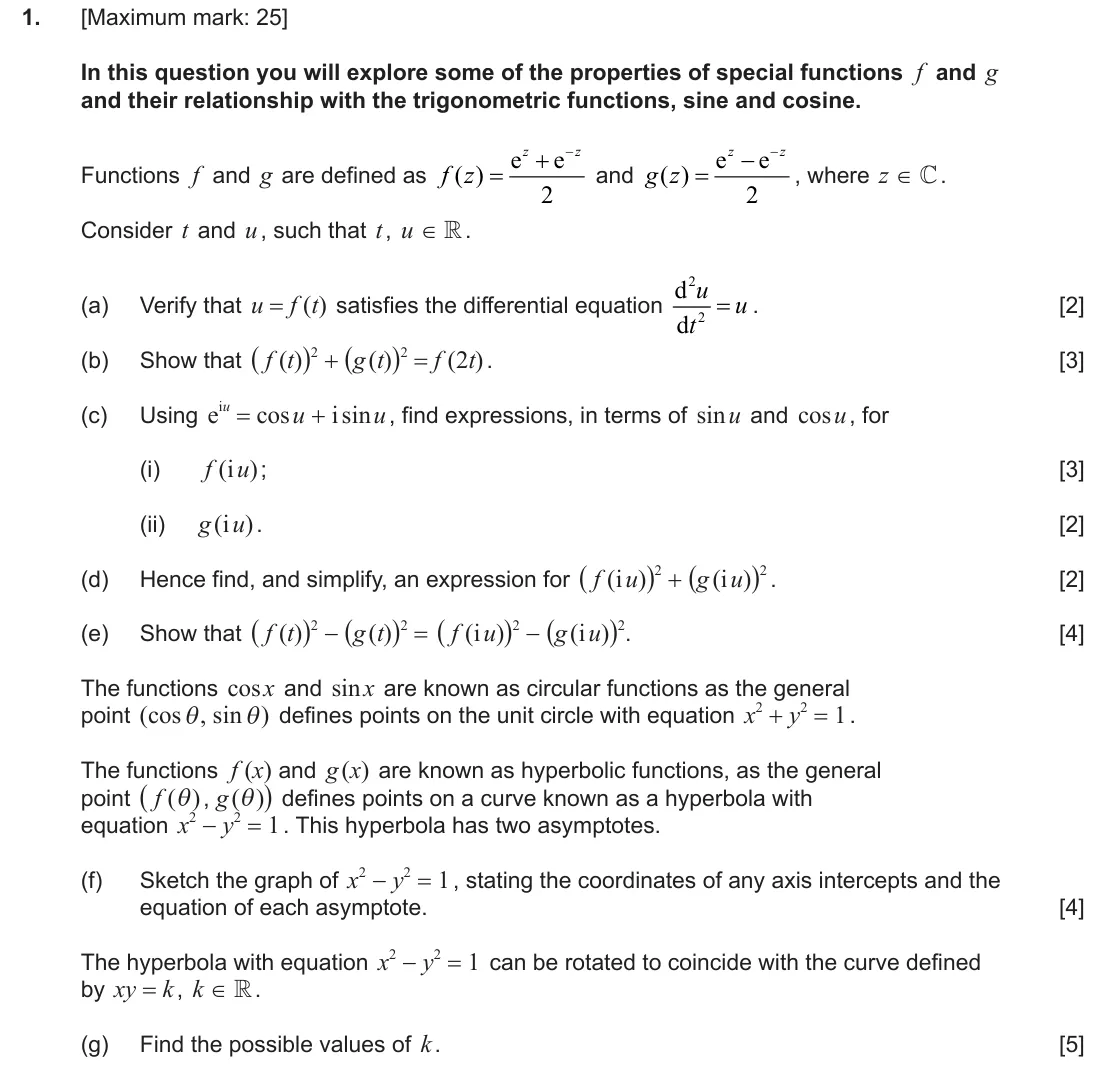 1. [Maximum mark: 25]
In this question you will explore some of the properties of special functions f and g
and their relationship with the trigonometric functions, sine and cosine.
Functions f and g are defined as f(z) = (e^z + e^−z)/2 and g(z) = (e^z − e^−z)/2, where z ∈ ℂ.
Consider t and u, such that t, u ∈ ℝ.
(a) Verify that u = f(t) satisfies the differential equation d²u/dt² = u. [2]
(b) Show that (f(t))² + (g(t))² = f(2t). [3]
(c) Using e^iu = cos u + i sin u, find expressions, in terms of sin u and cos u, for
(i) f(iu); [3]
(ii) g(iu). [2]
(d) Hence find, and simplify, an expression for (f(iu))² + (g(iu))². [2]
(e) Show that (f(t))² − (g(t))² = (f(iu))² − (g(iu))². [4]
The functions cos x and sin x are known as circular functions as the general
point (cos θ, sin θ) defines points on the unit circle with equation x² + y² = 1.
The functions f(x) and g(x) are known as hyperbolic functions, as the general
point (f(θ), g(θ)) defines points on a curve known as a hyperbola with
equation x² − y² = 1. This hyperbola has two asymptotes.
(f) Sketch the graph of x² − y² = 1, stating the coordinates of any axis intercepts and the
equation of each asymptote. [4]
The hyperbola with equation x² − y² = 1 can be rotated to coincide with the curve defined
by xy = k, k ∈ ℝ.
(g) Find the possible values of k. [5]